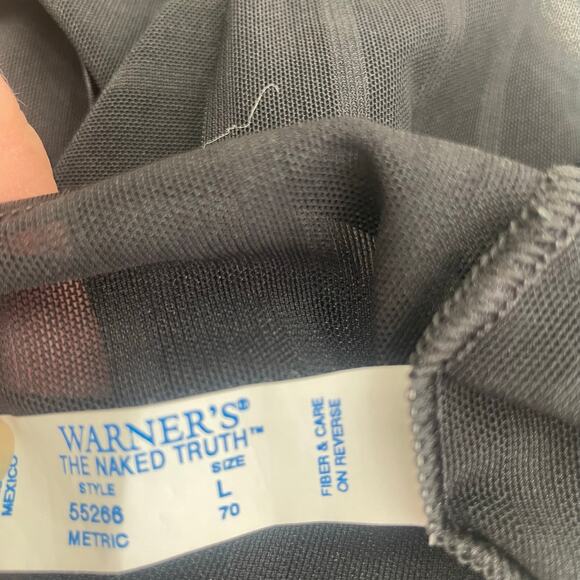 WARNER'S®
THE NAKED TRUTH™
STYLE
55266
METRIC
SIZE
L
70
FIBER & CARE
ON REVERSE
MEXICO